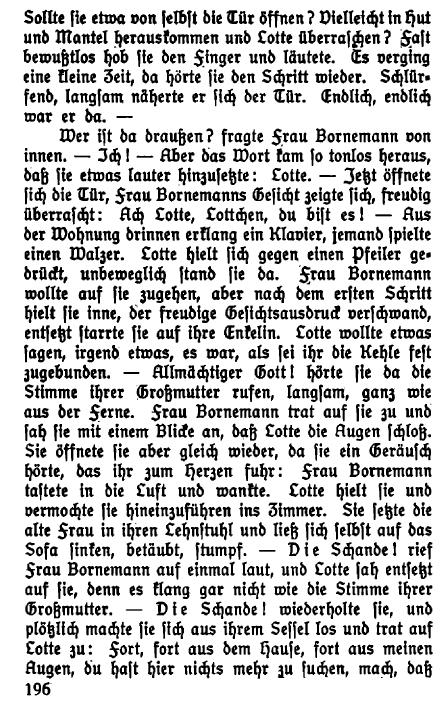 Sollte sie etwa von selbst die Tür öffnen? Vielleicht in Hut
und Mantel herauskommen und Lotte überraschen? Fast
bewußtlos hob sie den Finger und läutete. Es verging
eine kleine Zeit, da hörte sie den Schritt wieder. Schlür-
fend, langsam näherte er sich der Tür. Endlich, endlich
war er da. —
Wer ist da draußen? fragte Frau Bornemann von
innen. — Ich! — Aber das Wort kam so tonlos heraus,
daß sie etwas lauter hinzusetzte: Lotte. — Jetzt öffnete
sich die Tür, Frau Bornemanns Gesicht zeigte sich, freudig
überrascht: Ach Lotte, Lottchen, du bist es! — Aus
der Wohnung drinnen erklang ein Klavier, jemand spielte
einen Walzer. Lotte hielt sich gegen einen Pfeiler ge-
drückt, unbeweglich stand sie da. Frau Bornemann
wollte auf sie zugehen, aber nach dem ersten Schritt
hielt sie inne, der freudige Gesichtsausdruck verschwand,
entsetzt starrte sie auf ihre Enkelin. Lotte wollte etwas
sagen, irgend etwas, es war, als sei ihr die Kehle fest
zugebunden. — Allmächtiger Gott! hörte sie da die
Stimme ihrer Großmutter rufen, langsam, ganz wie
aus der Ferne. Frau Bornemann trat auf sie zu und
sah sie mit einem Blicke an, daß Lotte die Augen schloß.
Sie öffnete sie aber gleich wieder, da sie ein Geräusch
hörte, das ihr zum Herzen fuhr: Frau Bornemann
tastete in die Luft und wankte. Lotte hielt sie und
vermochte sie hineinzuführen ins Zimmer. Sie setzte die
alte Frau in ihren Lehnstuhl und ließ sich selbst auf das
Sofa sinken, betäubt, stumpf. — Die Schande! rief
Frau Bornemann auf einmal laut, und Lotte sah entsetzt
auf sie, denn es klang gar nicht wie die Stimme ihrer
Großmutter. — Die Schande! wiederholte sie, und
plötzlich machte sie sich aus ihrem Sessel los und trat auf
Lotte zu: Fort, fort aus dem Hause, fort aus meinen
Augen, du hast hier nichts mehr zu suchen, mach, daß
196